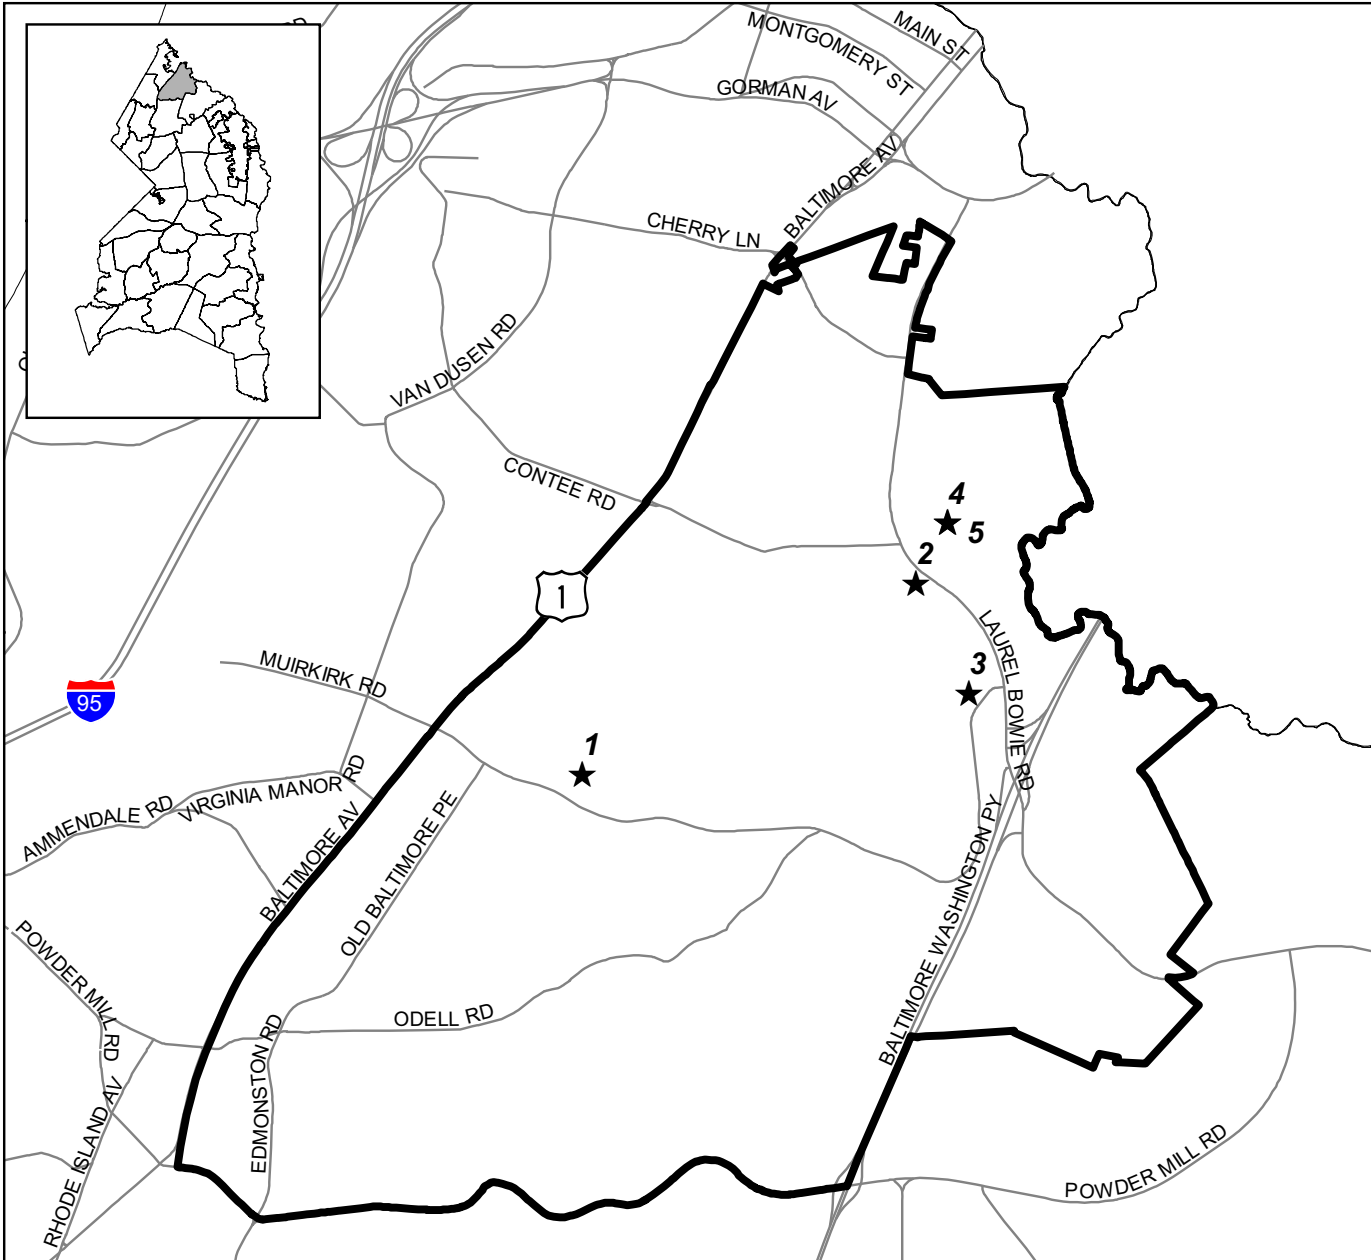 RD
MAIN ST
MONTGOMERY ST
GORMAN AV
BALTIMORE AV
CHERRY LN
VAN DUSEN RD
CONTEE RD
4
5
2
1
LAUREL BOWIE RD
MUIRKIRK RD
3
95
1
VIRGINIA MANOR RD
AMMENDALE RD
BALTIMORE AV
OLD BALTIMORE PE
BALTIMORE WASHINGTON PY
POWDER MILL RD
ODELL RD
EDMONSTON RD
RHODE ISLAND AV
POWDER MILL RD